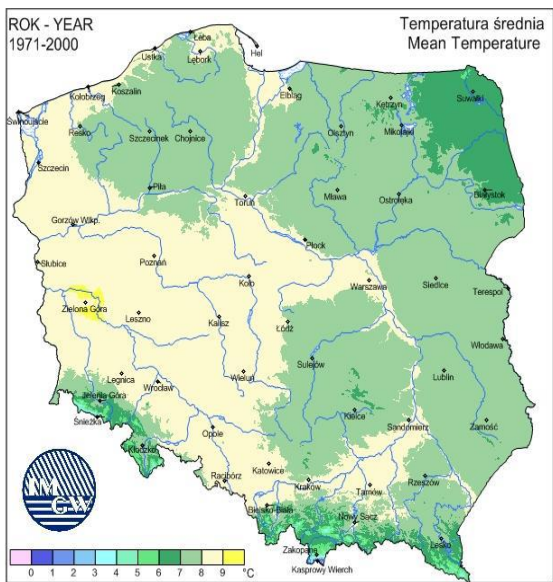 ROK - YEAR
1971-2000
Temperatura średnia
Mean Temperature
Łeba
Hel
Ustka
Lębork
Koszalin
Kołobrzeg
Elbląg
Kętrzyn
Suwałki
Świnoujście
Resko
Szczecinek
Chojnice
Olsztyn
Mikołajki
Szczecin
Piła
Toruń
Mława
Ostrołęka
Białystok
Gorzów Wlkp.
Płock
Słubice
Poznań
Koło
Warszawa
Siedlce
Terespol
Zielona Góra
Leszno
Kalisz
Łódź
Sulejów
Włodawa
Legnica
Wrocław
Wieluń
Lublin
Jelenia Góra
Śnieżka
Kielce
Sandomierz
Zamość
Kłodzko
Opole
Racibórz
Katowice
Kraków
Tarnów
Rzeszów
Bielsko-Biała
Nowy Sącz
Lesko
Zakopane
Kasprowy Wierch
IM
GW
0 1 2 3 4 5 6 7 8 9 °C